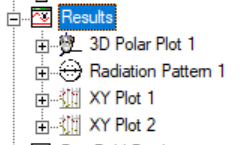 Results
3D Polar Plot 1
Radiation Pattern 1
XY Plot 1
XY Plot 2